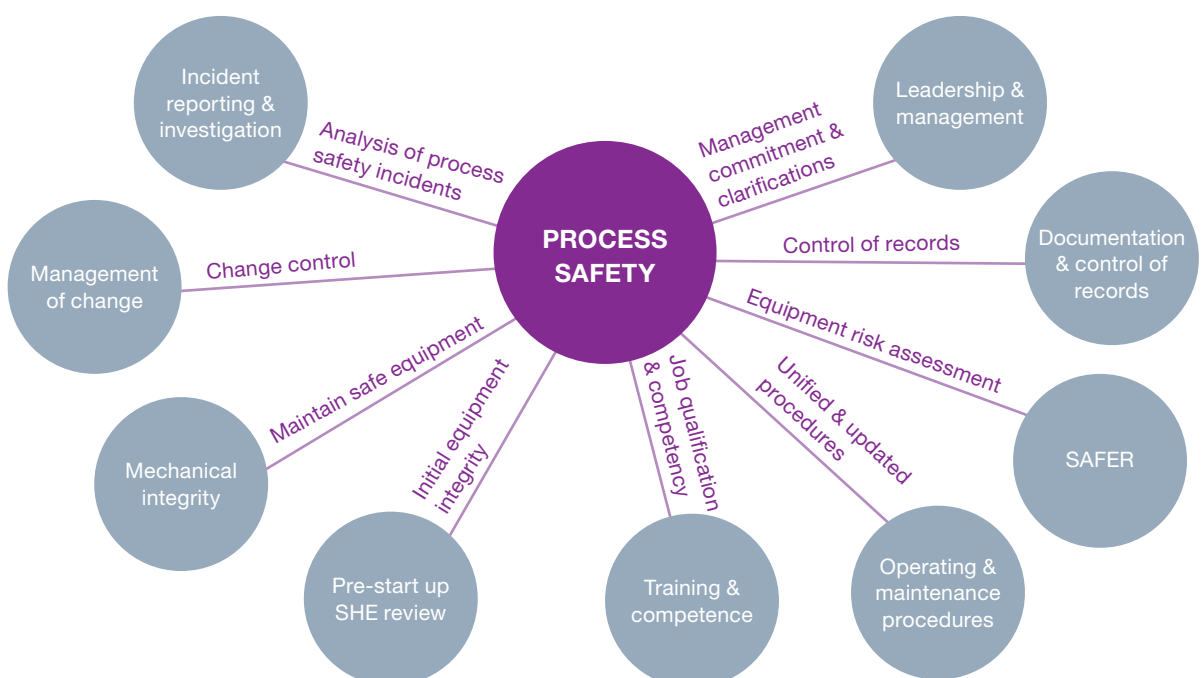 Incident
reporting &
investigation
Analysis of process
safety incidents
PROCESS
SAFETY
Management
commitment &
clarifications
Leadership &
management
Control of records
Documentation
& control of
records
Equipment risk assessment
SAFER
Unified & updated
procedures
Operating &
maintenance
procedures
Job qualification
& competency
Training &
competence
Initial equipment
integrity
Pre-start up
SHE review
Maintain safe equipment
Mechanical
integrity
Change control
Management
of change